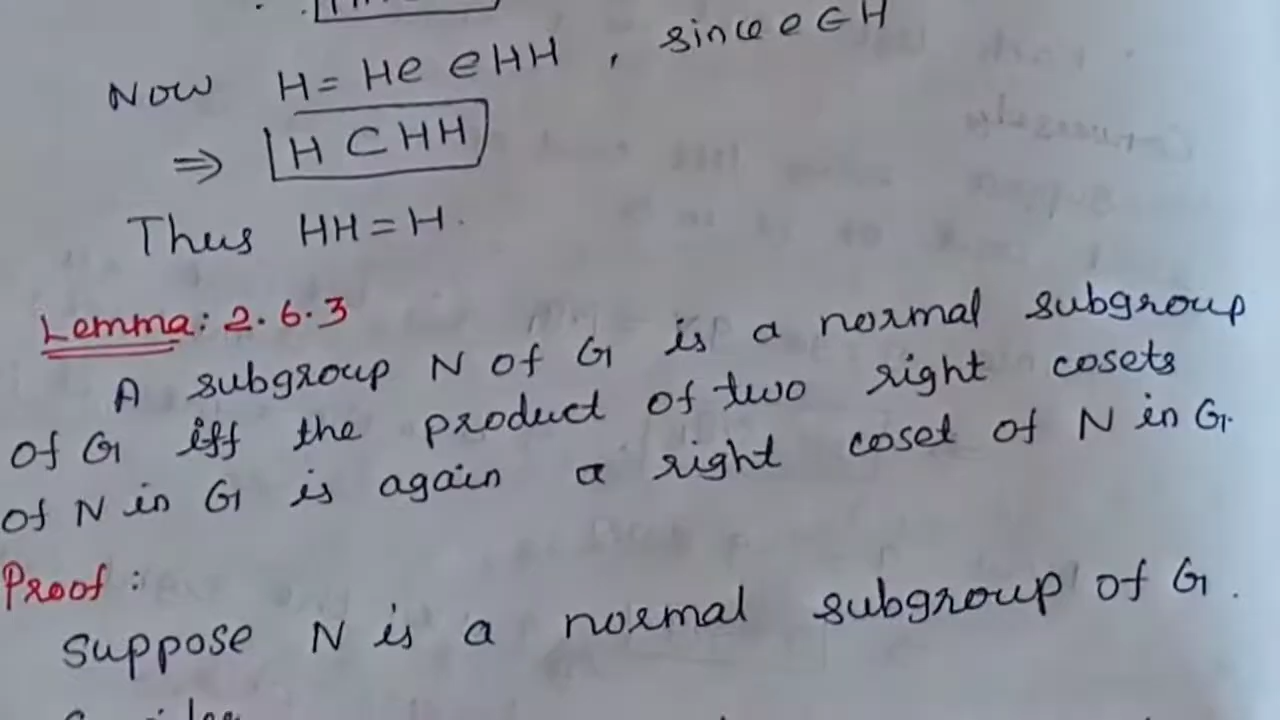 Now H = He e HH , since e ∈ H
⇒ H ⊂ HH
Thus HH = H.
Lemma: 2.6.3
A subgroup N of G is a normal subgroup
of G iff the product of two right cosets
of N in G is again a right coset of N in G.
Proof :
Suppose N is a normal subgroup of G.